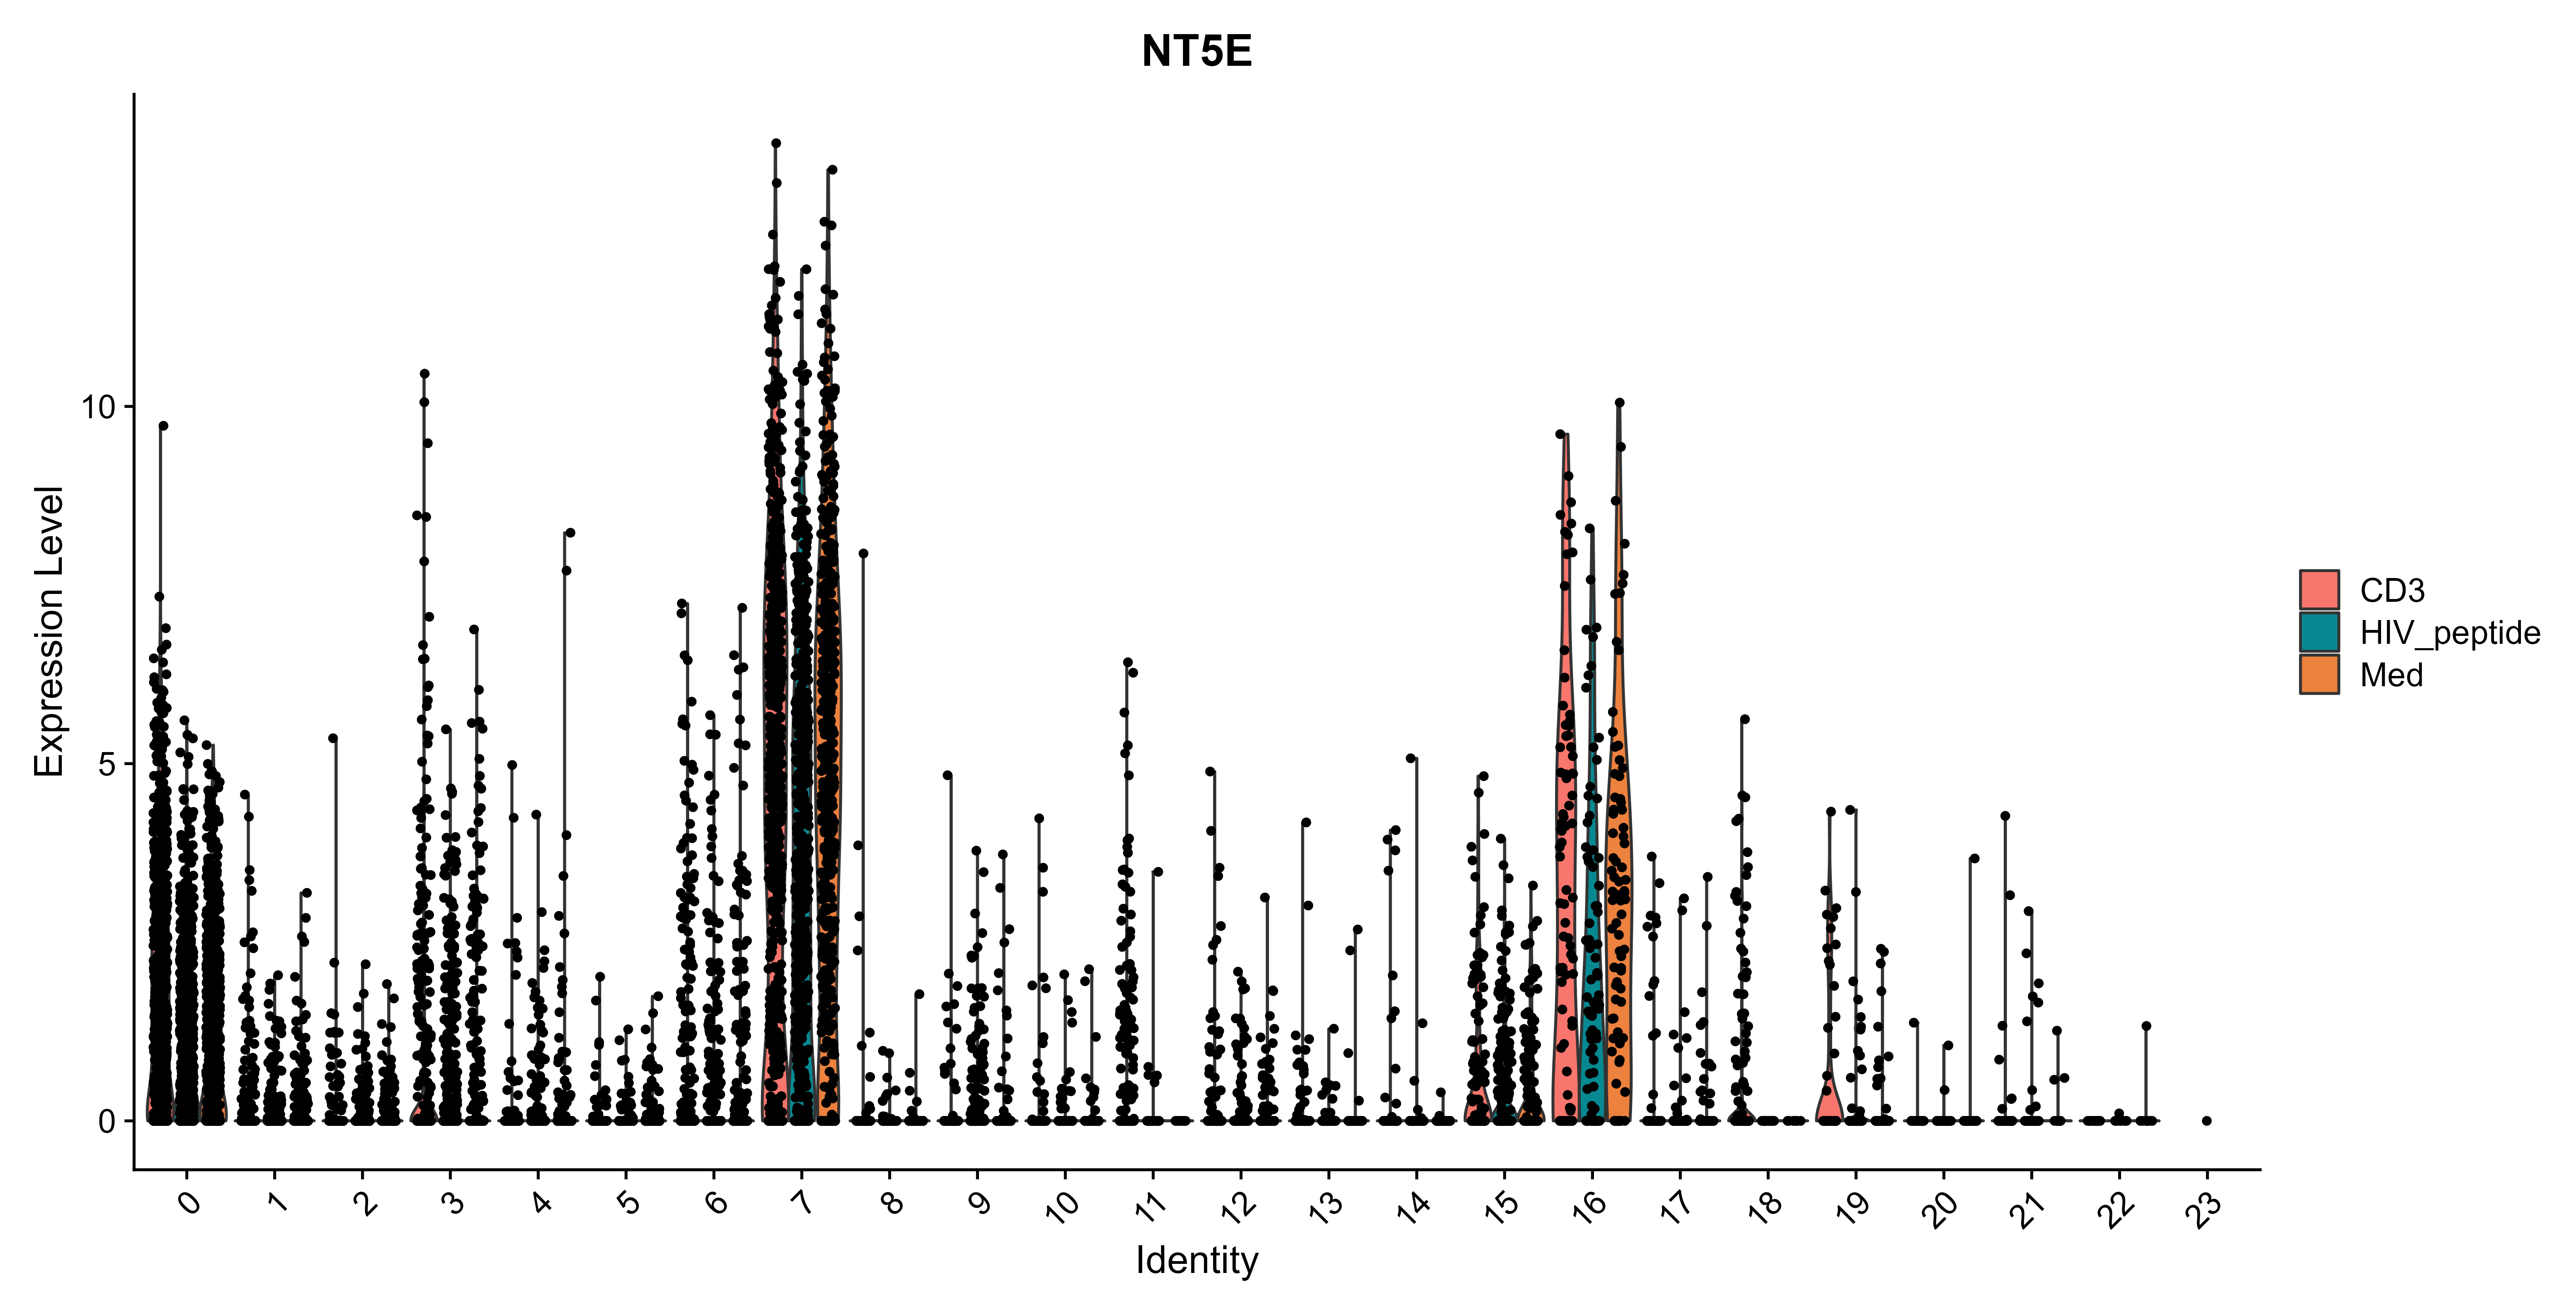 NT5E
Expression Level
10
5
0
0 1 2 3 4 5 6 7 8 9 10 11 12 13 14 15 16 17 18 19 20 21 22 23
Identity
CD3
HIV_peptide
Med